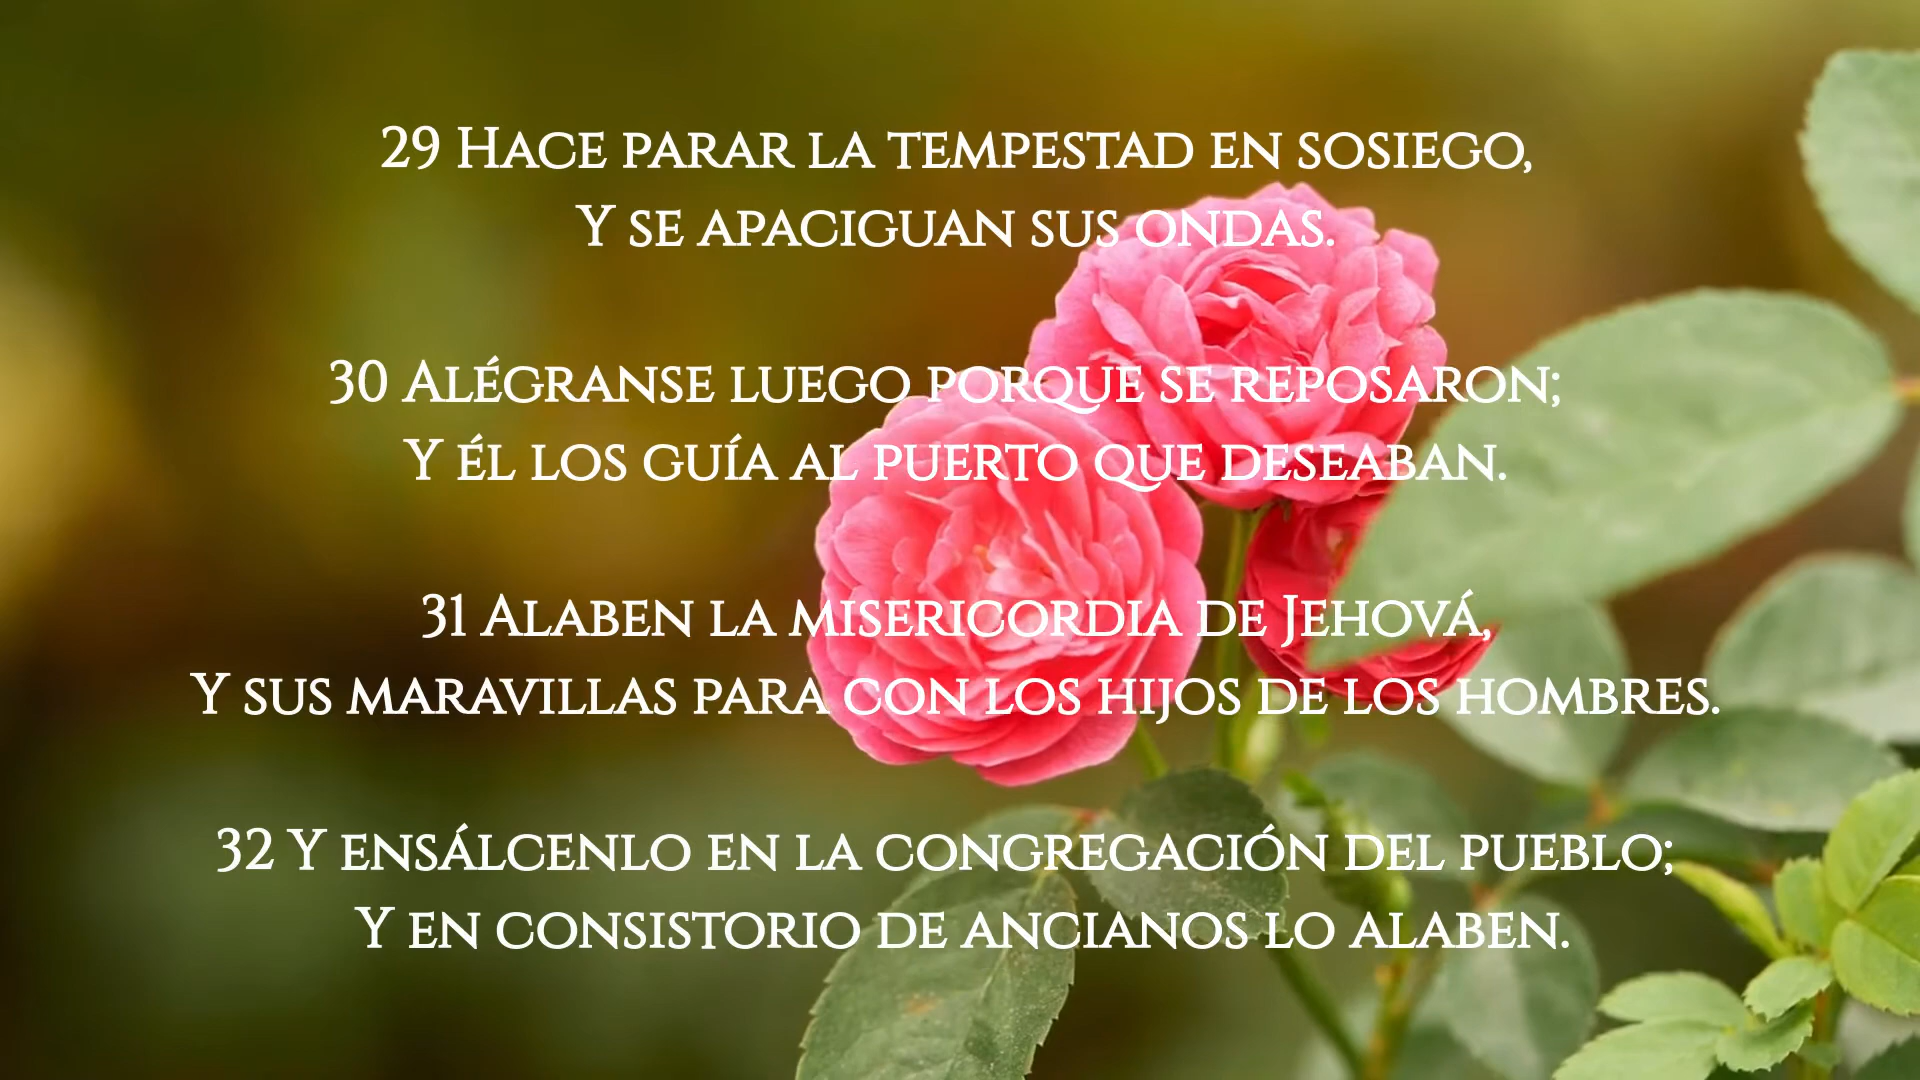 29 Hace parar la tempestad en sosiego,
Y se apaciguan sus ondas.
30 Alégranse luego porque se reposaron;
Y él los guía al puerto que deseaban.
31 Alaben la misericordia de Jehová,
Y sus maravillas para con los hijos de los hombres.
32 Y ensálcenlo en la congregación del pueblo;
Y en consistorio de ancianos lo alaben.